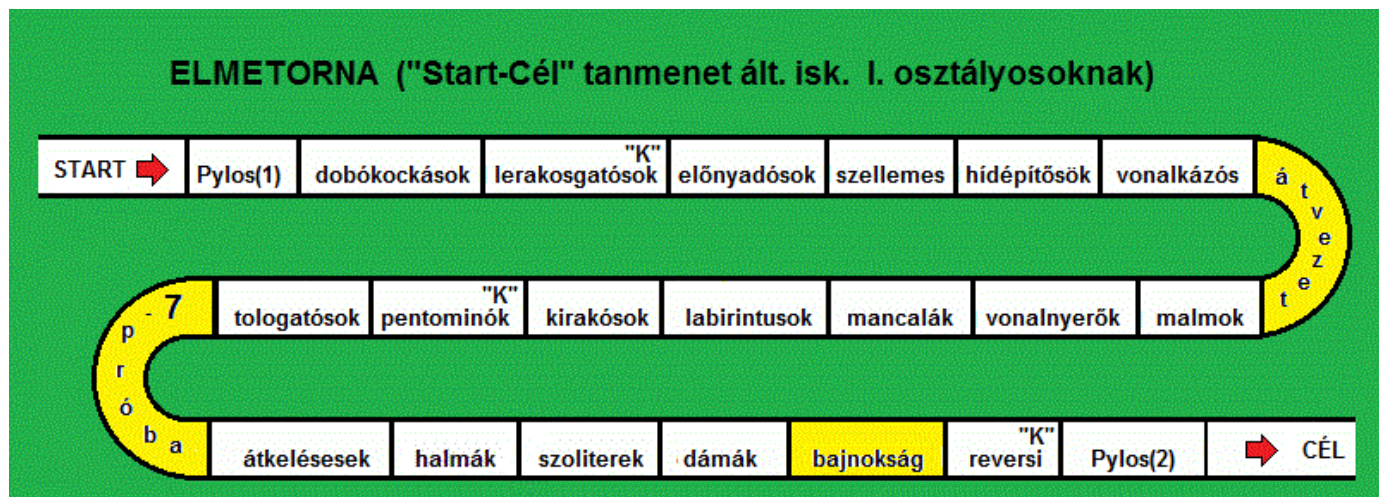 ELMETORNA ("Start-Cél" tanmenet ált. isk. I. osztályosoknak)
START Pylos(1) dobókockások "K" lerakosgatósok előnyadósok szellemes hídépítősök vonalkázós
átvezet
7 - tologatósok "K" pentominók kirakósok labirintusok mancalák vonalnyerők malmok
próba
átkelésesek halmák szoliterek dámák bajnokság "K" reversi Pylos(2) CÉL